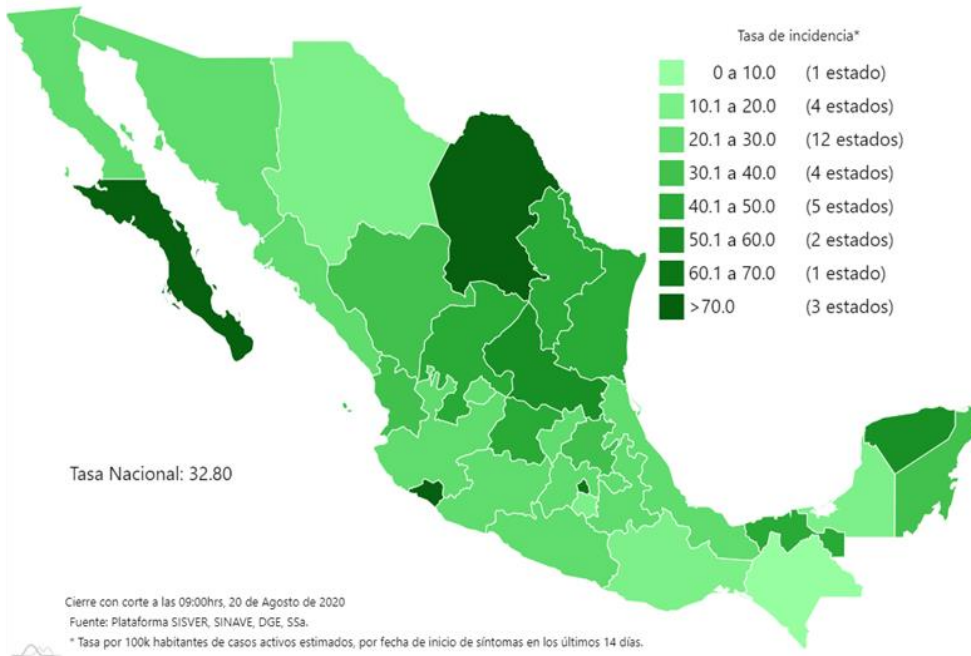 Tasa de incidencia*
0 a 10.0 (1 estado)
10.1 a 20.0 (4 estados)
20.1 a 30.0 (12 estados)
30.1 a 40.0 (4 estados)
40.1 a 50.0 (5 estados)
50.1 a 60.0 (2 estados)
60.1 a 70.0 (1 estado)
>70.0 (3 estados)
Tasa Nacional: 32.80
Cierre con corte a las 09:00hrs, 20 de Agosto de 2020
Fuente: Plataforma SISVER, SINAVE, DGE, SSa.
* Tasa por 100k habitantes de casos activos estimados, por fecha de inicio de síntomas en los últimos 14 días.